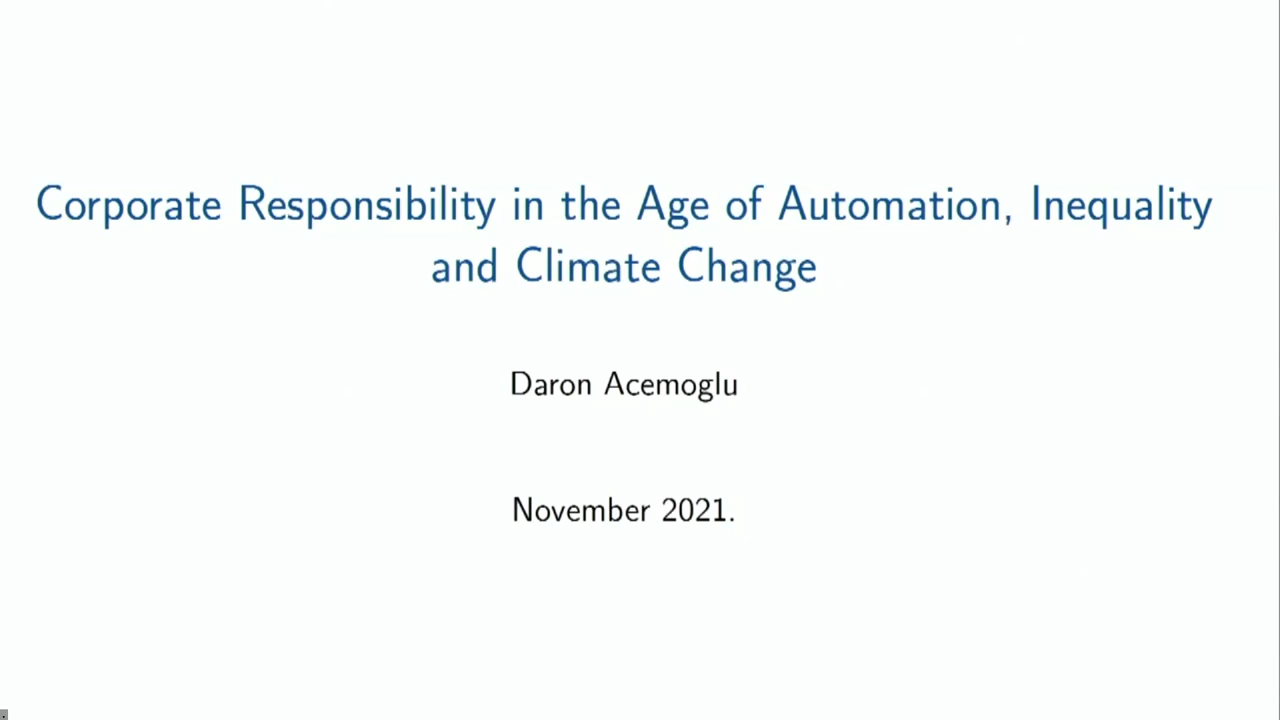 Corporate Responsibility in the Age of Automation, Inequality
and Climate Change
Daron Acemoglu
November 2021.